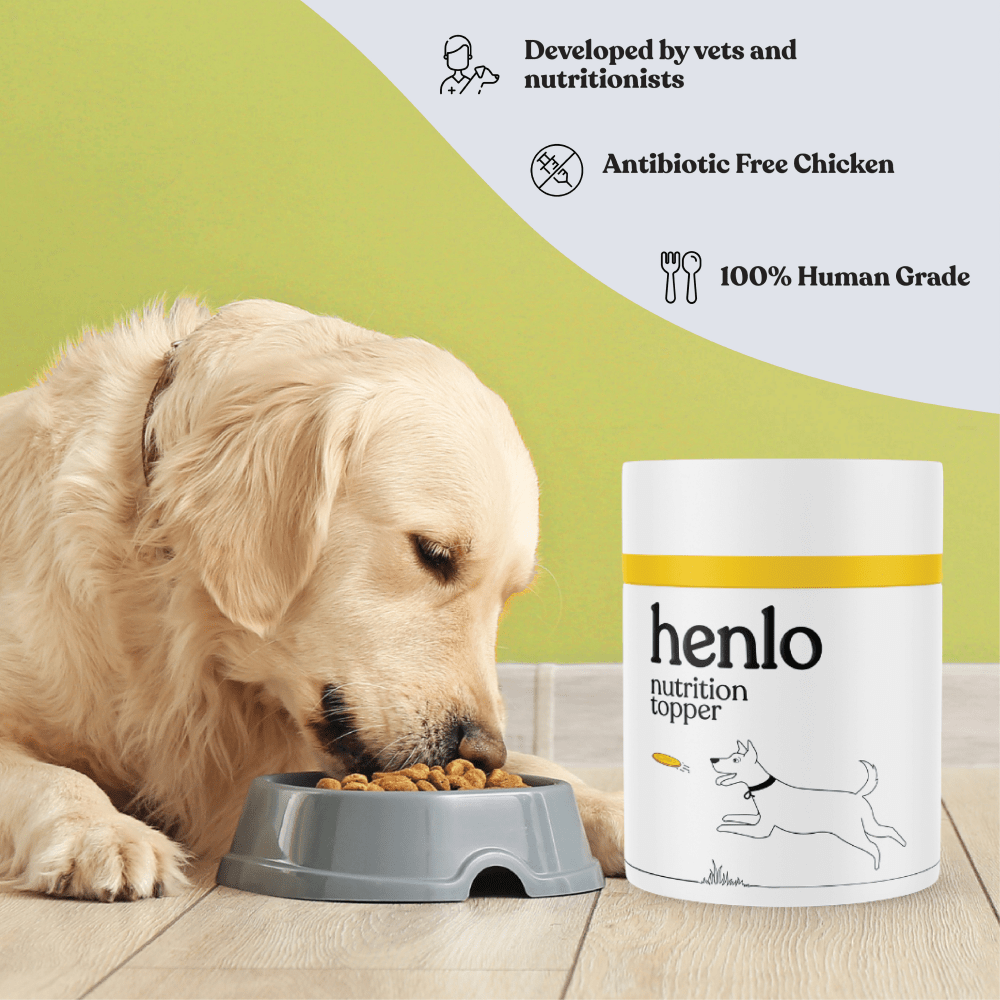 Developed by vets and
nutritionists
Antibiotic Free Chicken
100% Human Grade
henlo
nutrition
topper